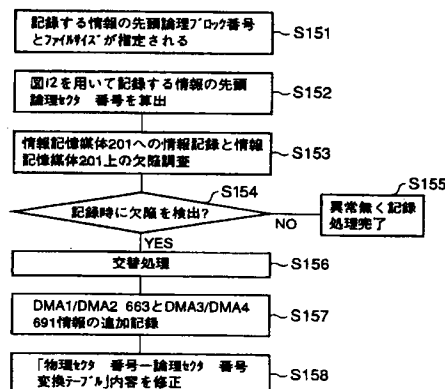 記録する情報の先頭論理ブロック番号
とファイルサイズが指定される
S151
図12を用いて記録する情報の先頭
論理セクタ 番号を算出
S152
情報記憶媒体201への情報記録と情報
記憶媒体201上の欠陥調査
S153
S154
記録時に欠陥を検出?
NO
S155
異常無く記録
処理完了
YES
交替処理
S156
DMA1/DMA2 663とDMA3/DMA4
691情報の追加記録
S157
「物理セクタ 番号ー論理セクタ 番号
変換テーブル」内容を修正
S158